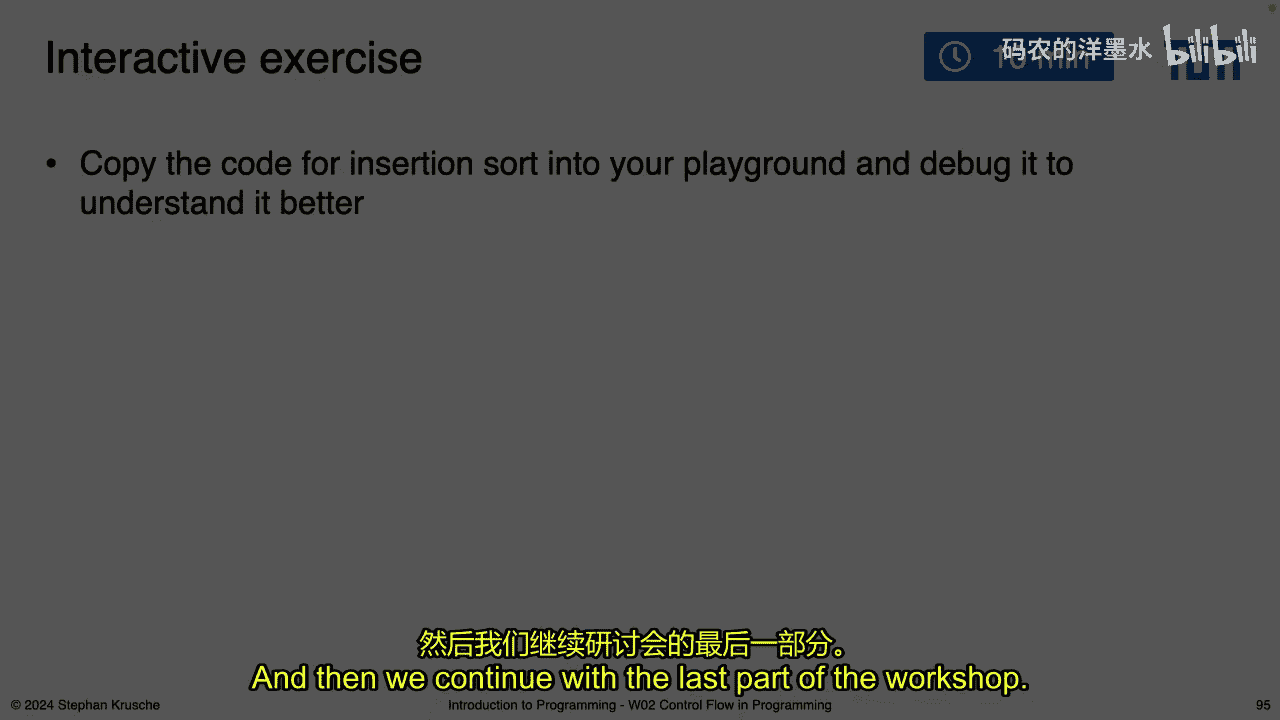 Interactive exercise
码农的洋墨水 bilibili
• Copy the code for insertion sort into your playground and debug it to
understand it better
然后我们继续研讨会的最后一部分。
And then we continue with the last part of the workshop.
© 2024 Stephan Krusche Introduction to Programming - W02 Control Flow in Programming 95